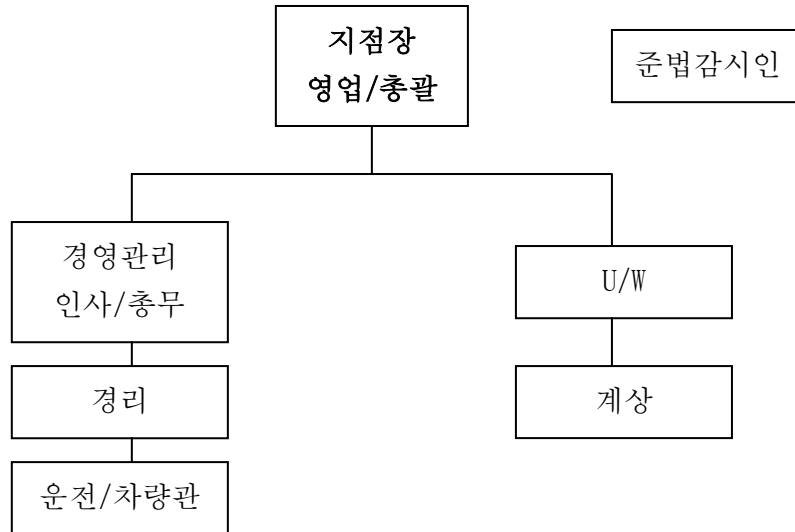 지점장
영업/총괄
준법감시인
경영관리
인사/총무
U/W
경리
계상
운전/차량관